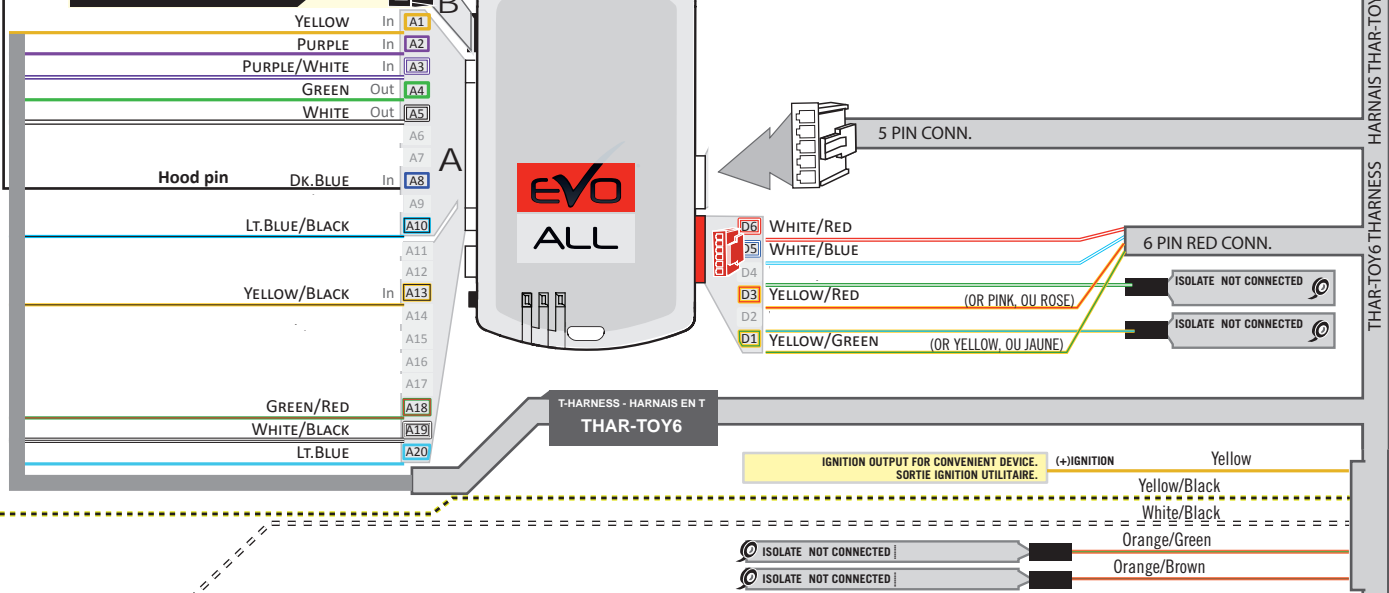 B
YELLOW In A1
PURPLE In A2
PURPLE/WHITE In A3
GREEN Out A4
WHITE Out A5
A6
A7
Hood pin DK.BLUE In A8
A9
LT.BLUE/BLACK A10
A11
A12
YELLOW/BLACK In A13
A14
A15
A16
A17
GREEN/RED A18
WHITE/BLACK A19
LT.BLUE A20
A
EVO
ALL
5 PIN CONN.
D6 WHITE/RED
D5 WHITE/BLUE
D4
D3 YELLOW/RED (OR PINK, OU ROSE)
D2
D1 YELLOW/GREEN (OR YELLOW, OU JAUNE)
6 PIN RED CONN.
ISOLATE NOT CONNECTED
ISOLATE NOT CONNECTED
THAR-TOY6 THARNESS HARNAIS THAR-TOY
T-HARNESS - HARNAIS EN T
THAR-TOY6
IGNITION OUTPUT FOR CONVENIENT DEVICE.
SORTIE IGNITION UTILITAIRE.
(+)IGNITION Yellow
Yellow/Black
White/Black
ISOLATE NOT CONNECTED Orange/Green
ISOLATE NOT CONNECTED Orange/Brown